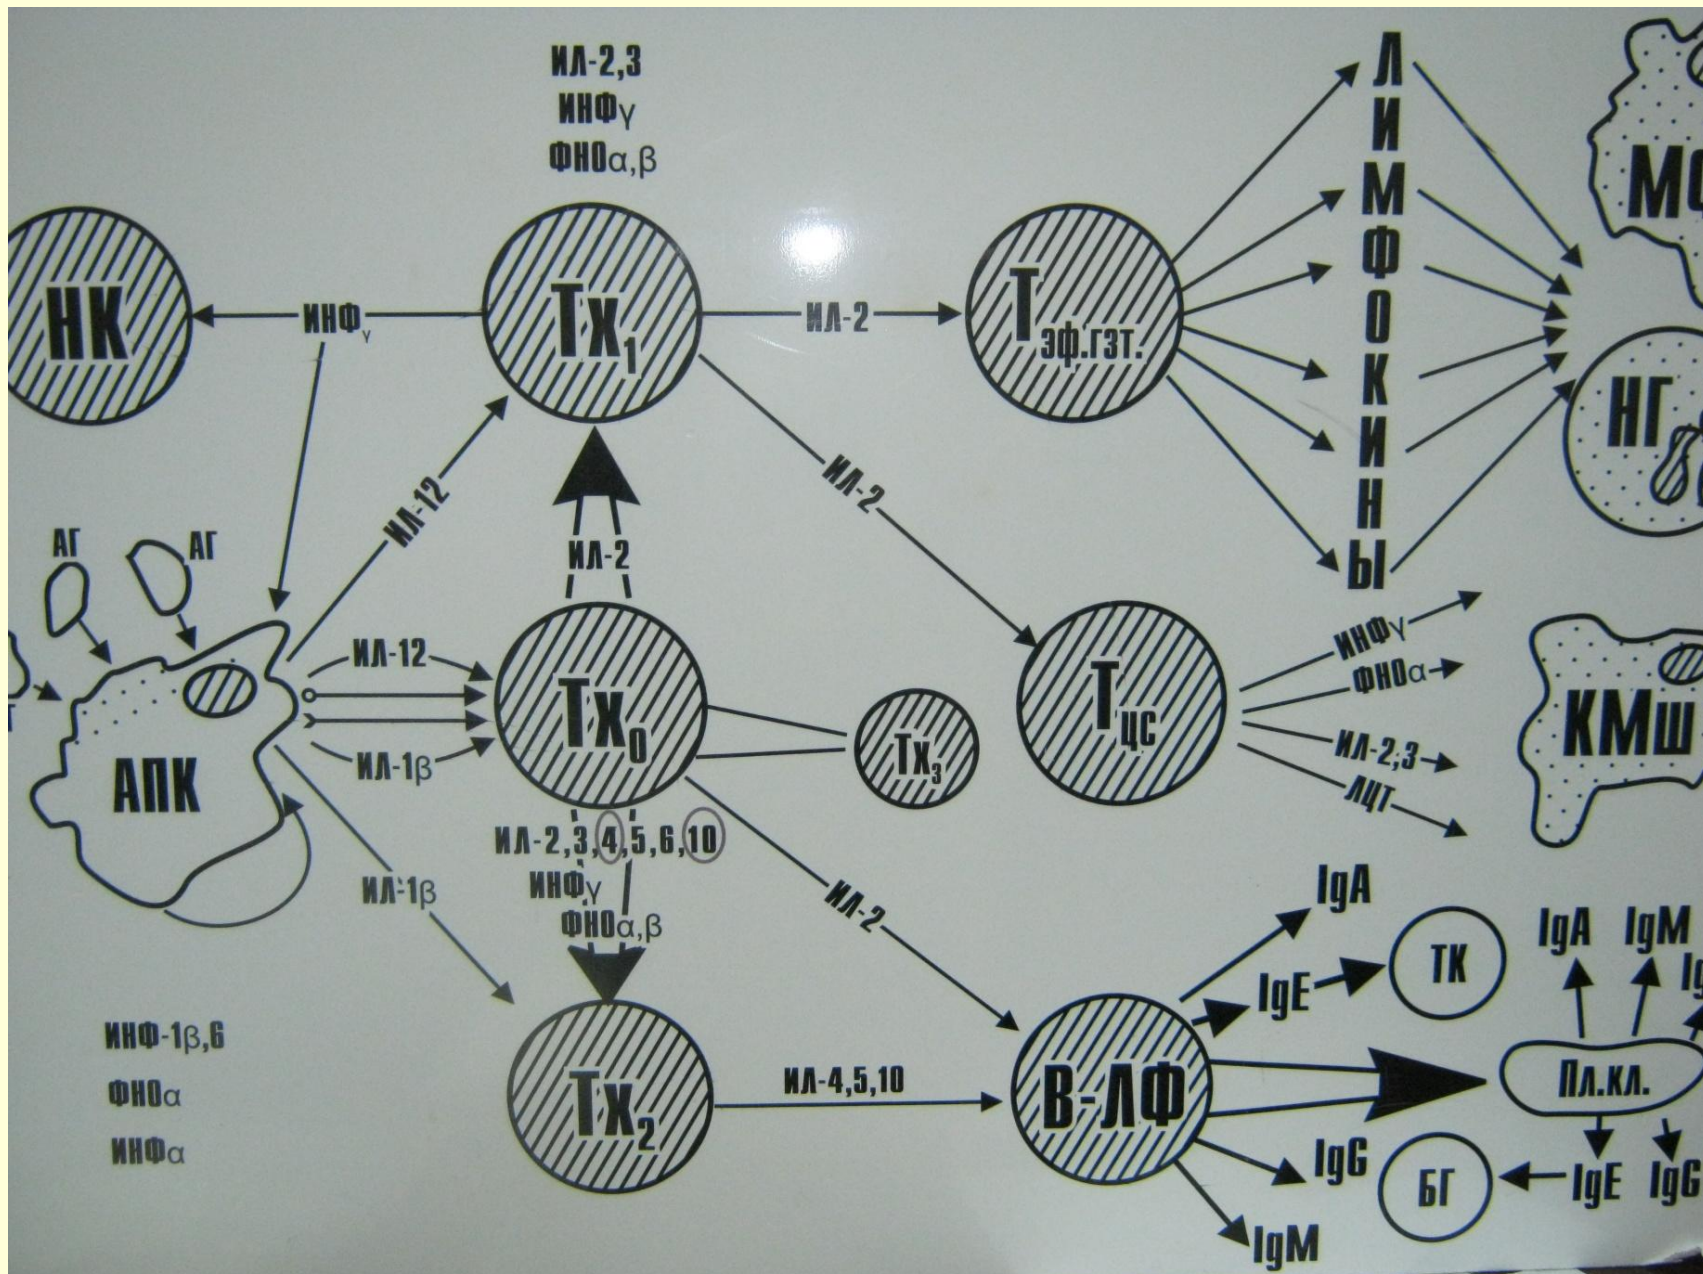 ИЛ-2,3
ИНФγ
ФНОα,β
ЛИМФОКИНЫ
НК
ИНФγ
Тх1
ИЛ-2
Тэф.гзт.
НГ
ИЛ-12
ИЛ-2
ИЛ-2
АГ
АГ
ИЛ-12
Тх0
Тх3
Тцс
ИНФγ
ФНОα
ИЛ-2,3
ЛЦТ
КМш
АПК
ИЛ-1β
ИЛ-2,3,4,5,6,10
ИНФγ
ФНОα,β
ИЛ-1β
ИЛ-2
IgA
IgE
ТК
IgA
IgM
ИНФ-1β,6
ФНОα
ИНФα
Тх2
ИЛ-4,5,10
В-ЛФ
Пл.кл.
IgG
IgM
БГ
IgE
IgG